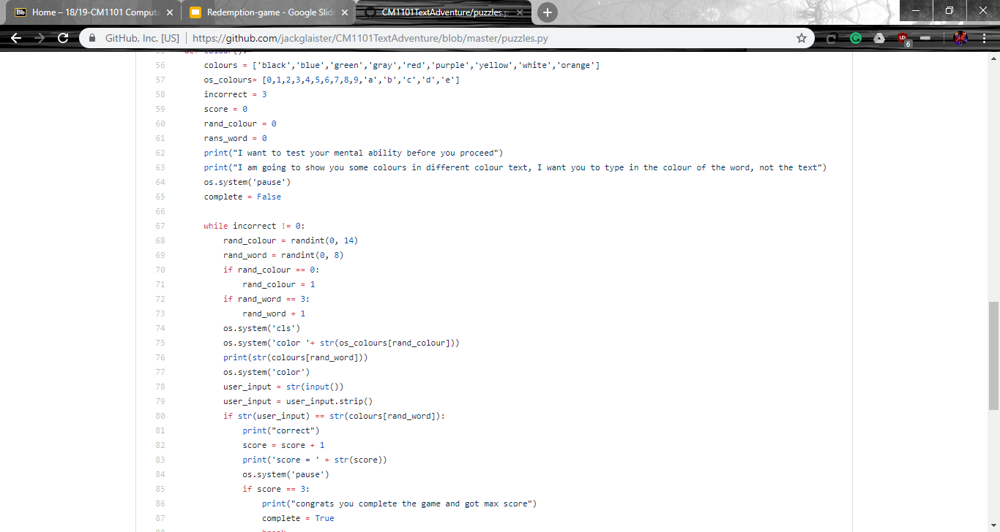 Home – 18/19-CM1101 Computa
Redemption-game - Google Slid
CM1101TextAdventure/puzzles.p
GitHub, Inc. [US] https://github.com/jackglaister/CM1101TextAdventure/blob/master/puzzles.py
6
55 def colour():
56 colours = ['black','blue','green','gray','red','purple','yellow','white','orange']
57 os_colours= [0,1,2,3,4,5,6,7,8,9,'a','b','c','d','e']
58 incorrect = 3
59 score = 0
60 rand_colour = 0
61 rans_word = 0
62 print("I want to test your mental ability before you proceed")
63 print("I am going to show you some colours in different colour text, I want you to type in the colour of the word, not the text")
64 os.system('pause')
65 complete = False
66
67 while incorrect != 0:
68 rand_colour = randint(0, 14)
69 rand_word = randint(0, 8)
70 if rand_colour == 0:
71 rand_colour = 1
72 if rand_word == 3:
73 rand_word + 1
74 os.system('cls')
75 os.system('color '+ str(os_colours[rand_colour]))
76 print(str(colours[rand_word]))
77 os.system('color')
78 user_input = str(input())
79 user_input = user_input.strip()
80 if str(user_input) == str(colours[rand_word]):
81 print("correct")
82 score = score + 1
83 print('score = ' + str(score))
84 os.system('pause')
85 if score == 3:
86 print("congrats you complete the game and got max score")
87 complete = True